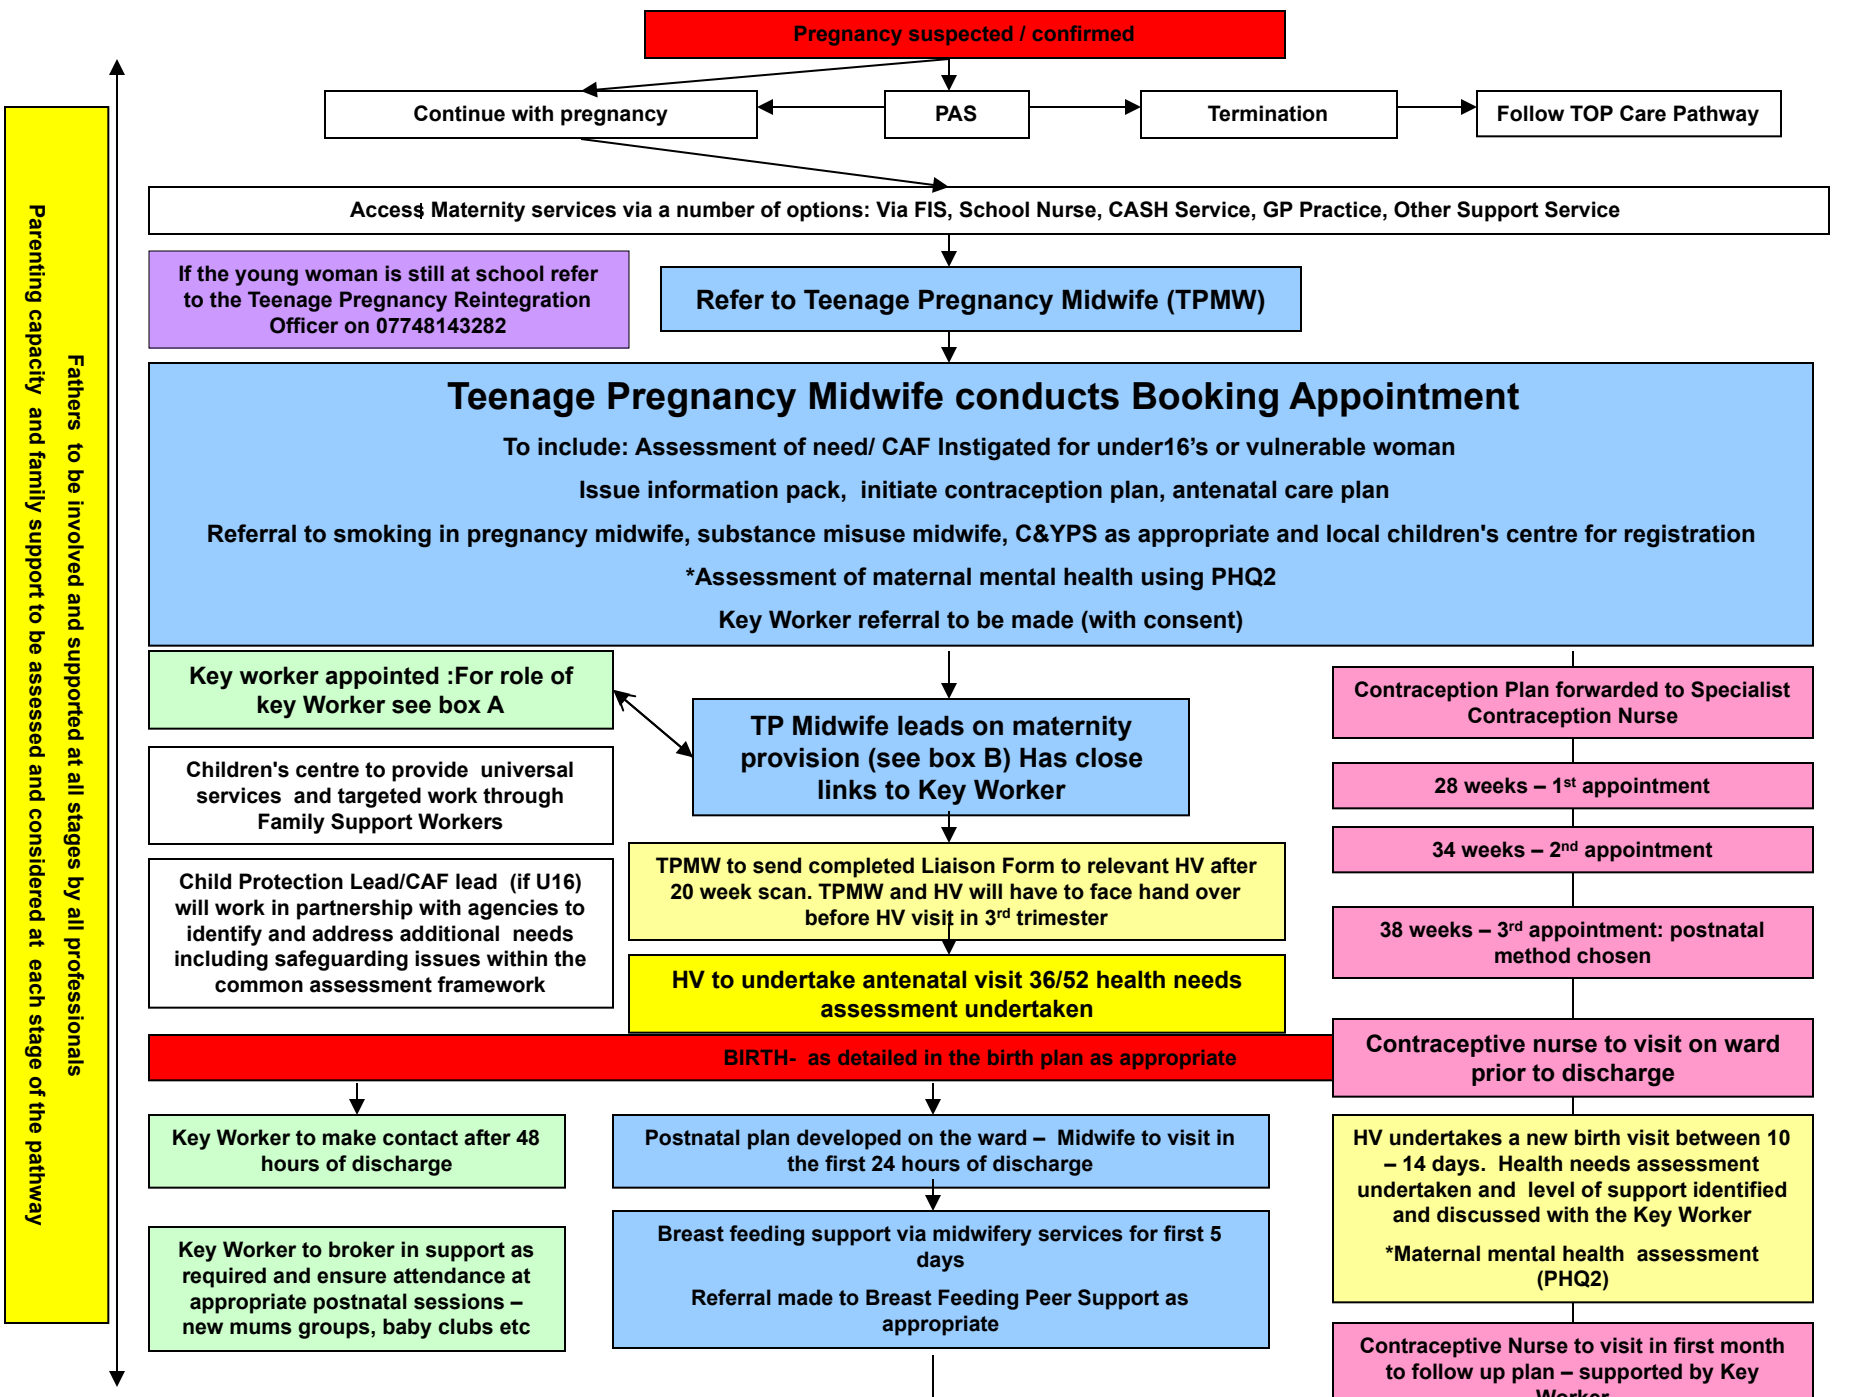 Pregnancy suspected / confirmed
Continue with pregnancy
PAS
Termination
Follow TOP Care Pathway
Access Maternity services via a number of options: Via FIS, School Nurse, CASH Service, GP Practice, Other Support Service
If the young woman is still at school refer
to the Teenage Pregnancy Reintegration
Officer on 07748143282
Refer to Teenage Pregnancy Midwife (TPMW)
Fathers to be involved and supported at all stages by all professionals
Parenting capacity and family support to be assessed and considered at each stage of the pathway
Teenage Pregnancy Midwife conducts Booking Appointment
To include: Assessment of need/ CAF Instigated for under16's or vulnerable woman
Issue information pack, initiate contraception plan, antenatal care plan
Referral to smoking in pregnancy midwife, substance misuse midwife, C&YPS as appropriate and local children's centre for registration
*Assessment of maternal mental health using PHQ2
Key Worker referral to be made (with consent)
Key worker appointed :For role of
key Worker see box A
TP Midwife leads on maternity
provision (see box B) Has close
links to Key Worker
Contraception Plan forwarded to Specialist
Contraception Nurse
Children's centre to provide universal
services and targeted work through
Family Support Workers
28 weeks – 1st appointment
34 weeks – 2nd appointment
Child Protection Lead/CAF lead (if U16)
will work in partnership with agencies to
identify and address additional needs
including safeguarding issues within the
common assessment framework
TPMW to send completed Liaison Form to relevant HV after
20 week scan. TPMW and HV will have to face hand over
before HV visit in 3rd trimester
38 weeks – 3rd appointment: postnatal
method chosen
HV to undertake antenatal visit 36/52 health needs
assessment undertaken
BIRTH- as detailed in the birth plan as appropriate
Contraceptive nurse to visit on ward
prior to discharge
Key Worker to make contact after 48
hours of discharge
Postnatal plan developed on the ward – Midwife to visit in
the first 24 hours of discharge
HV undertakes a new birth visit between 10
– 14 days. Health needs assessment
undertaken and level of support identified
and discussed with the Key Worker
*Maternal mental health assessment
(PHQ2)
Key Worker to broker in support as
required and ensure attendance at
appropriate postnatal sessions –
new mums groups, baby clubs etc
Breast feeding support via midwifery services for first 5
days
Referral made to Breast Feeding Peer Support as
appropriate
Contraceptive Nurse to visit in first month
to follow up plan – supported by Key
Worker